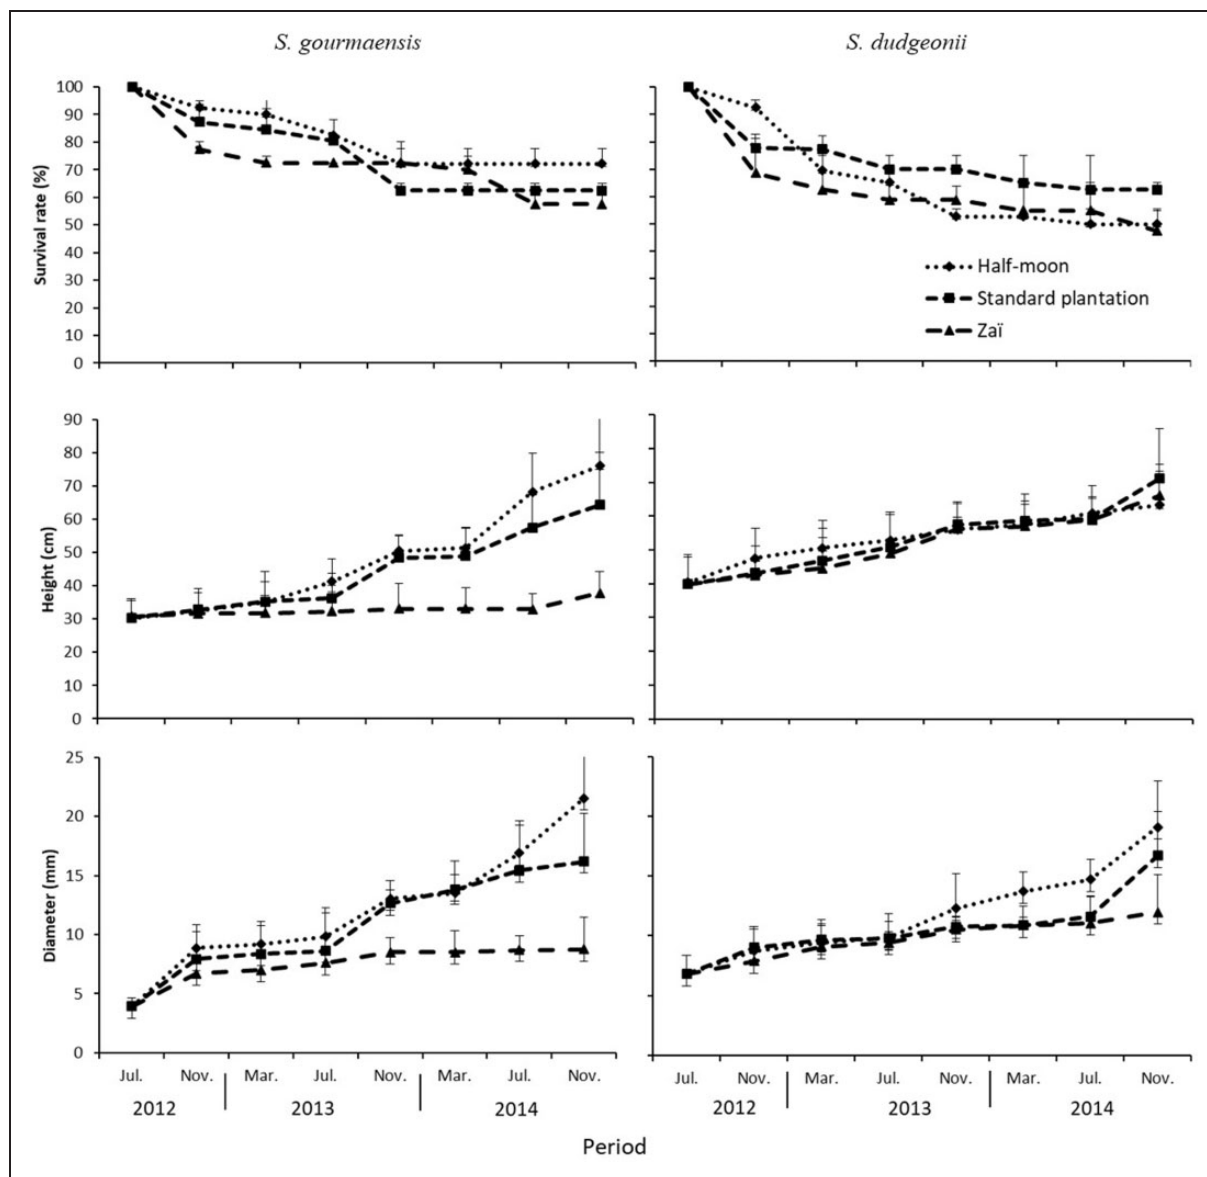 S. gourmaensis
S. dudgeonii
Survival rate (%)
100
90
80
70
60
50
40
30
20
10
0
Half-moon
Standard plantation
Zaï
Height (cm)
90
80
70
60
50
40
30
20
10
0
Diameter (mm)
25
20
15
10
5
0
Jul. Nov. Mar. Jul. Nov. Mar. Jul. Nov.
2012 2013 2014
Jul. Nov. Mar. Jul. Nov. Mar. Jul. Nov.
2012 2013 2014
Period